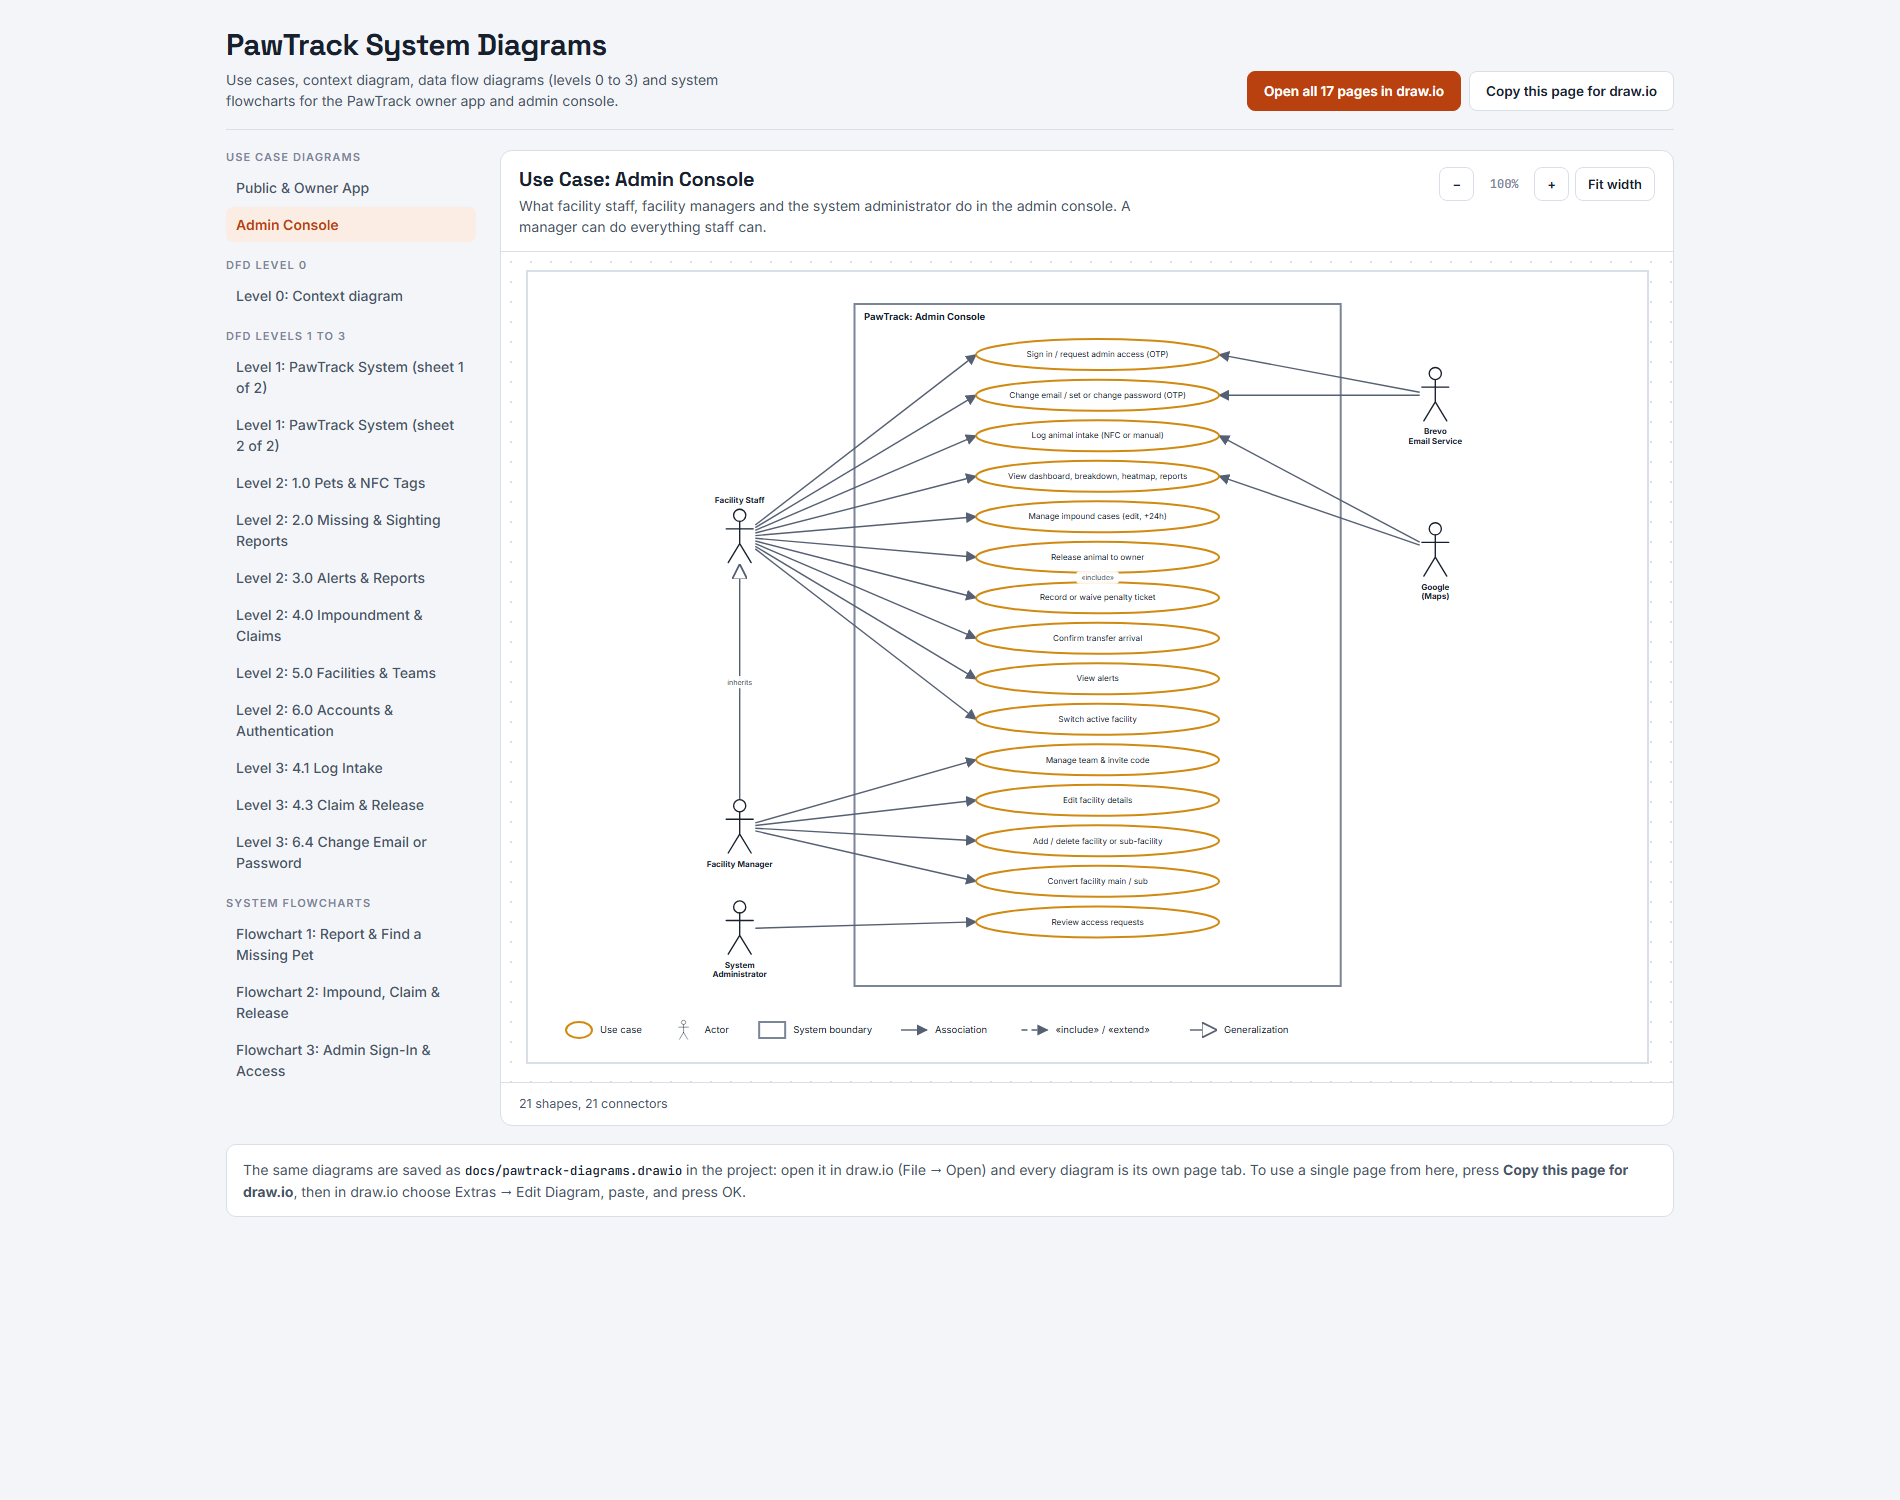 PawTrack System Diagrams
Use cases, context diagram, data flow diagrams (levels 0 to 3) and system
flowcharts for the PawTrack owner app and admin console.
Open all 17 pages in draw.io
Copy this page for draw.io
USE CASE DIAGRAMS
Public & Owner App
Admin Console
DFD LEVEL 0
Level 0: Context diagram
DFD LEVELS 1 TO 3
Level 1: PawTrack System (sheet 1
of 2)
Level 1: PawTrack System (sheet
2 of 2)
Level 2: 1.0 Pets & NFC Tags
Level 2: 2.0 Missing & Sighting
Reports
Level 2: 3.0 Alerts & Reports
Level 2: 4.0 Impoundment &
Claims
Level 2: 5.0 Facilities & Teams
Level 2: 6.0 Accounts &
Authentication
Level 3: 4.1 Log Intake
Level 3: 4.3 Claim & Release
Level 3: 6.4 Change Email or
Password
SYSTEM FLOWCHARTS
Flowchart 1: Report & Find a
Missing Pet
Flowchart 2: Impound, Claim &
Release
Flowchart 3: Admin Sign-In &
Access
Use Case: Admin Console
What facility staff, facility managers and the system administrator do in the admin console. A
manager can do everything staff can.
−
100%
+
Fit width
PawTrack: Admin Console
Sign in / request admin access (OTP)
Change email / set or change password (OTP)
Log animal intake (NFC or manual)
View dashboard, breakdown, heatmap, reports
Manage impound cases (edit, +24h)
Release animal to owner
«include»
Record or waive penalty ticket
Confirm transfer arrival
View alerts
Switch active facility
Manage team & invite code
Edit facility details
Add / delete facility or sub-facility
Convert facility main / sub
Review access requests
Facility Staff
inherits
Facility Manager
System
Administrator
Brevo
Email Service
Google
(Maps)
Use case
Actor
System boundary
Association
«include» / «extend»
Generalization
21 shapes, 21 connectors
The same diagrams are saved as docs/pawtrack-diagrams.drawio in the project: open it in draw.io (File → Open) and every diagram is its own page tab. To use a single page from here, press Copy this page for
draw.io, then in draw.io choose Extras → Edit Diagram, paste, and press OK.